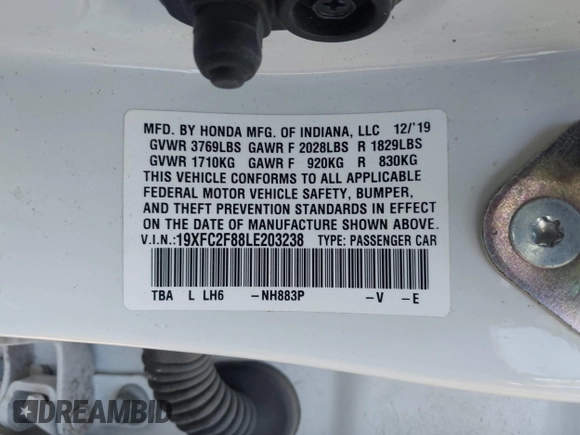 MFD. BY HONDA MFG. OF INDIANA, LLC 12/'19
GVWR 3769LBS GAWR F 2028LBS R 1829LBS
GVWR 1710KG GAWR F 920KG R 830KG
THIS VEHICLE CONFORMS TO ALL APPLICABLE
FEDERAL MOTOR VEHICLE SAFETY, BUMPER,
AND THEFT PREVENTION STANDARDS IN EFFECT
ON THE DATE OF MANUFACTURE SHOWN ABOVE.
V.I.N.:19XFC2F88LE203238 TYPE: PASSENGER CAR
TBA L LH6 -NH883P -V -E
DREAMBID